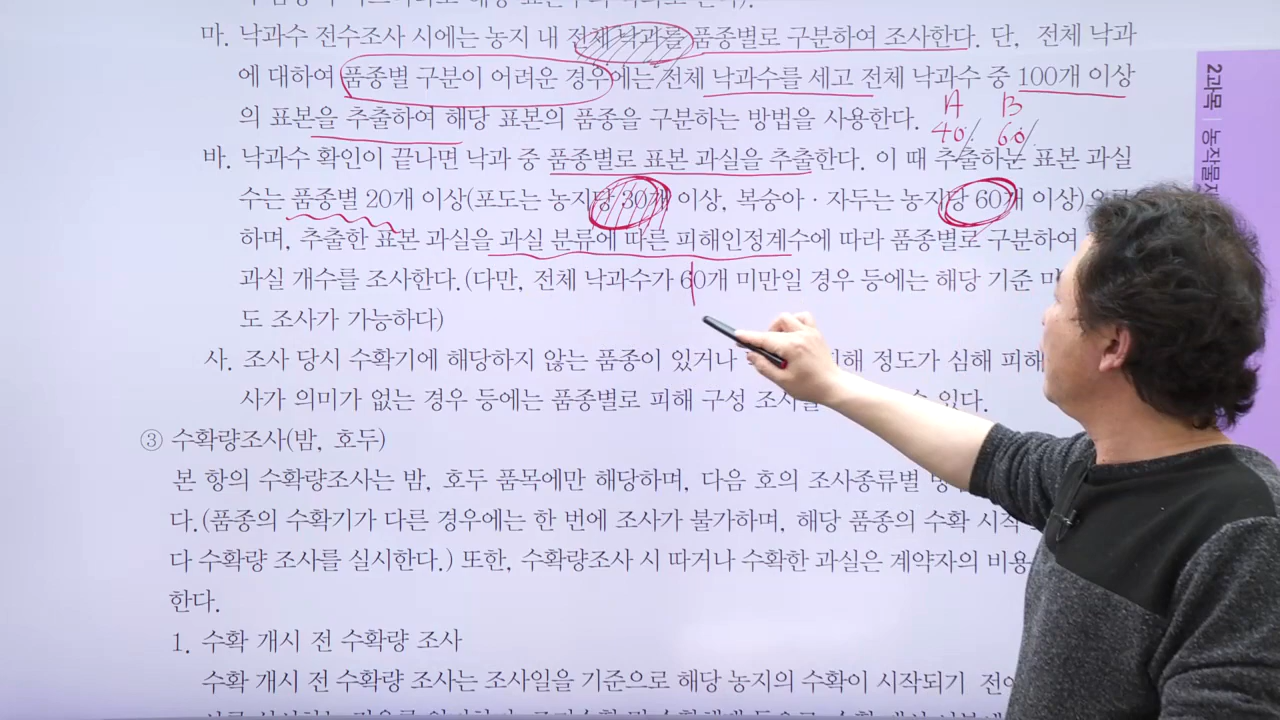 마. 낙과수 전수조사 시에는 농지 내 전체 낙과를 품종별로 구분하여 조사한다. 단, 전체 낙과
에 대하여 품종별 구분이 어려운 경우에는 전체 낙과수를 세고 전체 낙과수 중 100개 이상
A B
의 표본을 추출하여 해당 표본의 품종을 구분하는 방법을 사용한다.
40% 60%
바. 낙과수 확인이 끝나면 낙과 중 품종별로 표본 과실을 추출한다. 이 때 추출하는 표본 과실
수는 품종별 20개 이상(포도는 농지당 30개 이상, 복숭아·자두는 농지당 60개 이상)으로
하며, 추출한 표본 과실을 과실 분류에 따른 피해인정계수에 따라 품종별로 구분하여
과실 개수를 조사한다.(다만, 전체 낙과수가 60개 미만일 경우 등에는 해당 기준
도 조사가 가능하다)
사. 조사 당시 수확기에 해당하지 않는 품종이 있거나 정도가 심해 피해
사가 의미가 없는 경우 등에는 품종별로 피해 구성 있다.
③ 수확량조사(밤, 호두)
본 항의 수확량조사는 밤, 호두 품목에만 해당하며, 다음 호의 조사종류별
다.(품종의 수확기가 다른 경우에는 한 번에 조사가 불가하며, 해당 품종의 수확 시작
다 수확량 조사를 실시한다.) 또한, 수확량조사 시 따거나 수확한 과실은 계약자의 비용
한다.
1. 수확 개시 전 수확량 조사
수확 개시 전 수확량 조사는 조사일을 기준으로 해당 농지의 수확이 시작되기
2과목 농작물